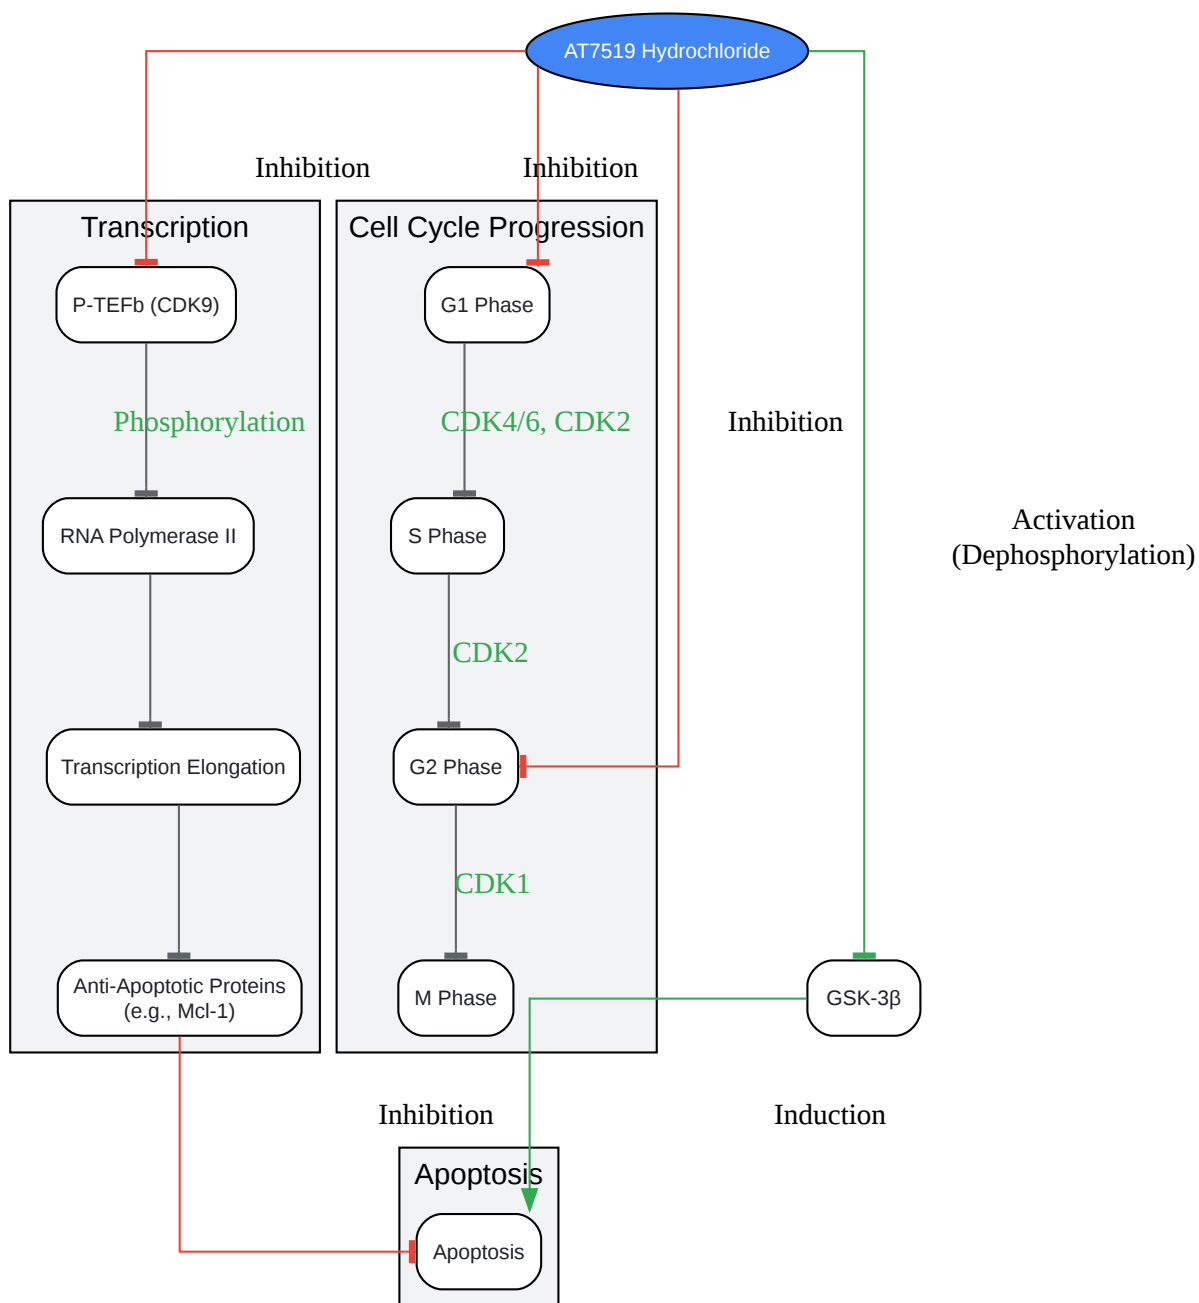 AT7519 Hydrochloride
Inhibition
Inhibition
Transcription
Cell Cycle Progression
P-TEFb (CDK9)
G1 Phase
Phosphorylation
CDK4/6, CDK2
Inhibition
RNA Polymerase II
S Phase
Activation
(Dephosphorylation)
CDK2
Transcription Elongation
G2 Phase
CDK1
Anti-Apoptotic Proteins
(e.g., Mcl-1)
M Phase
GSK-3β
Inhibition
Induction
Apoptosis
Apoptosis